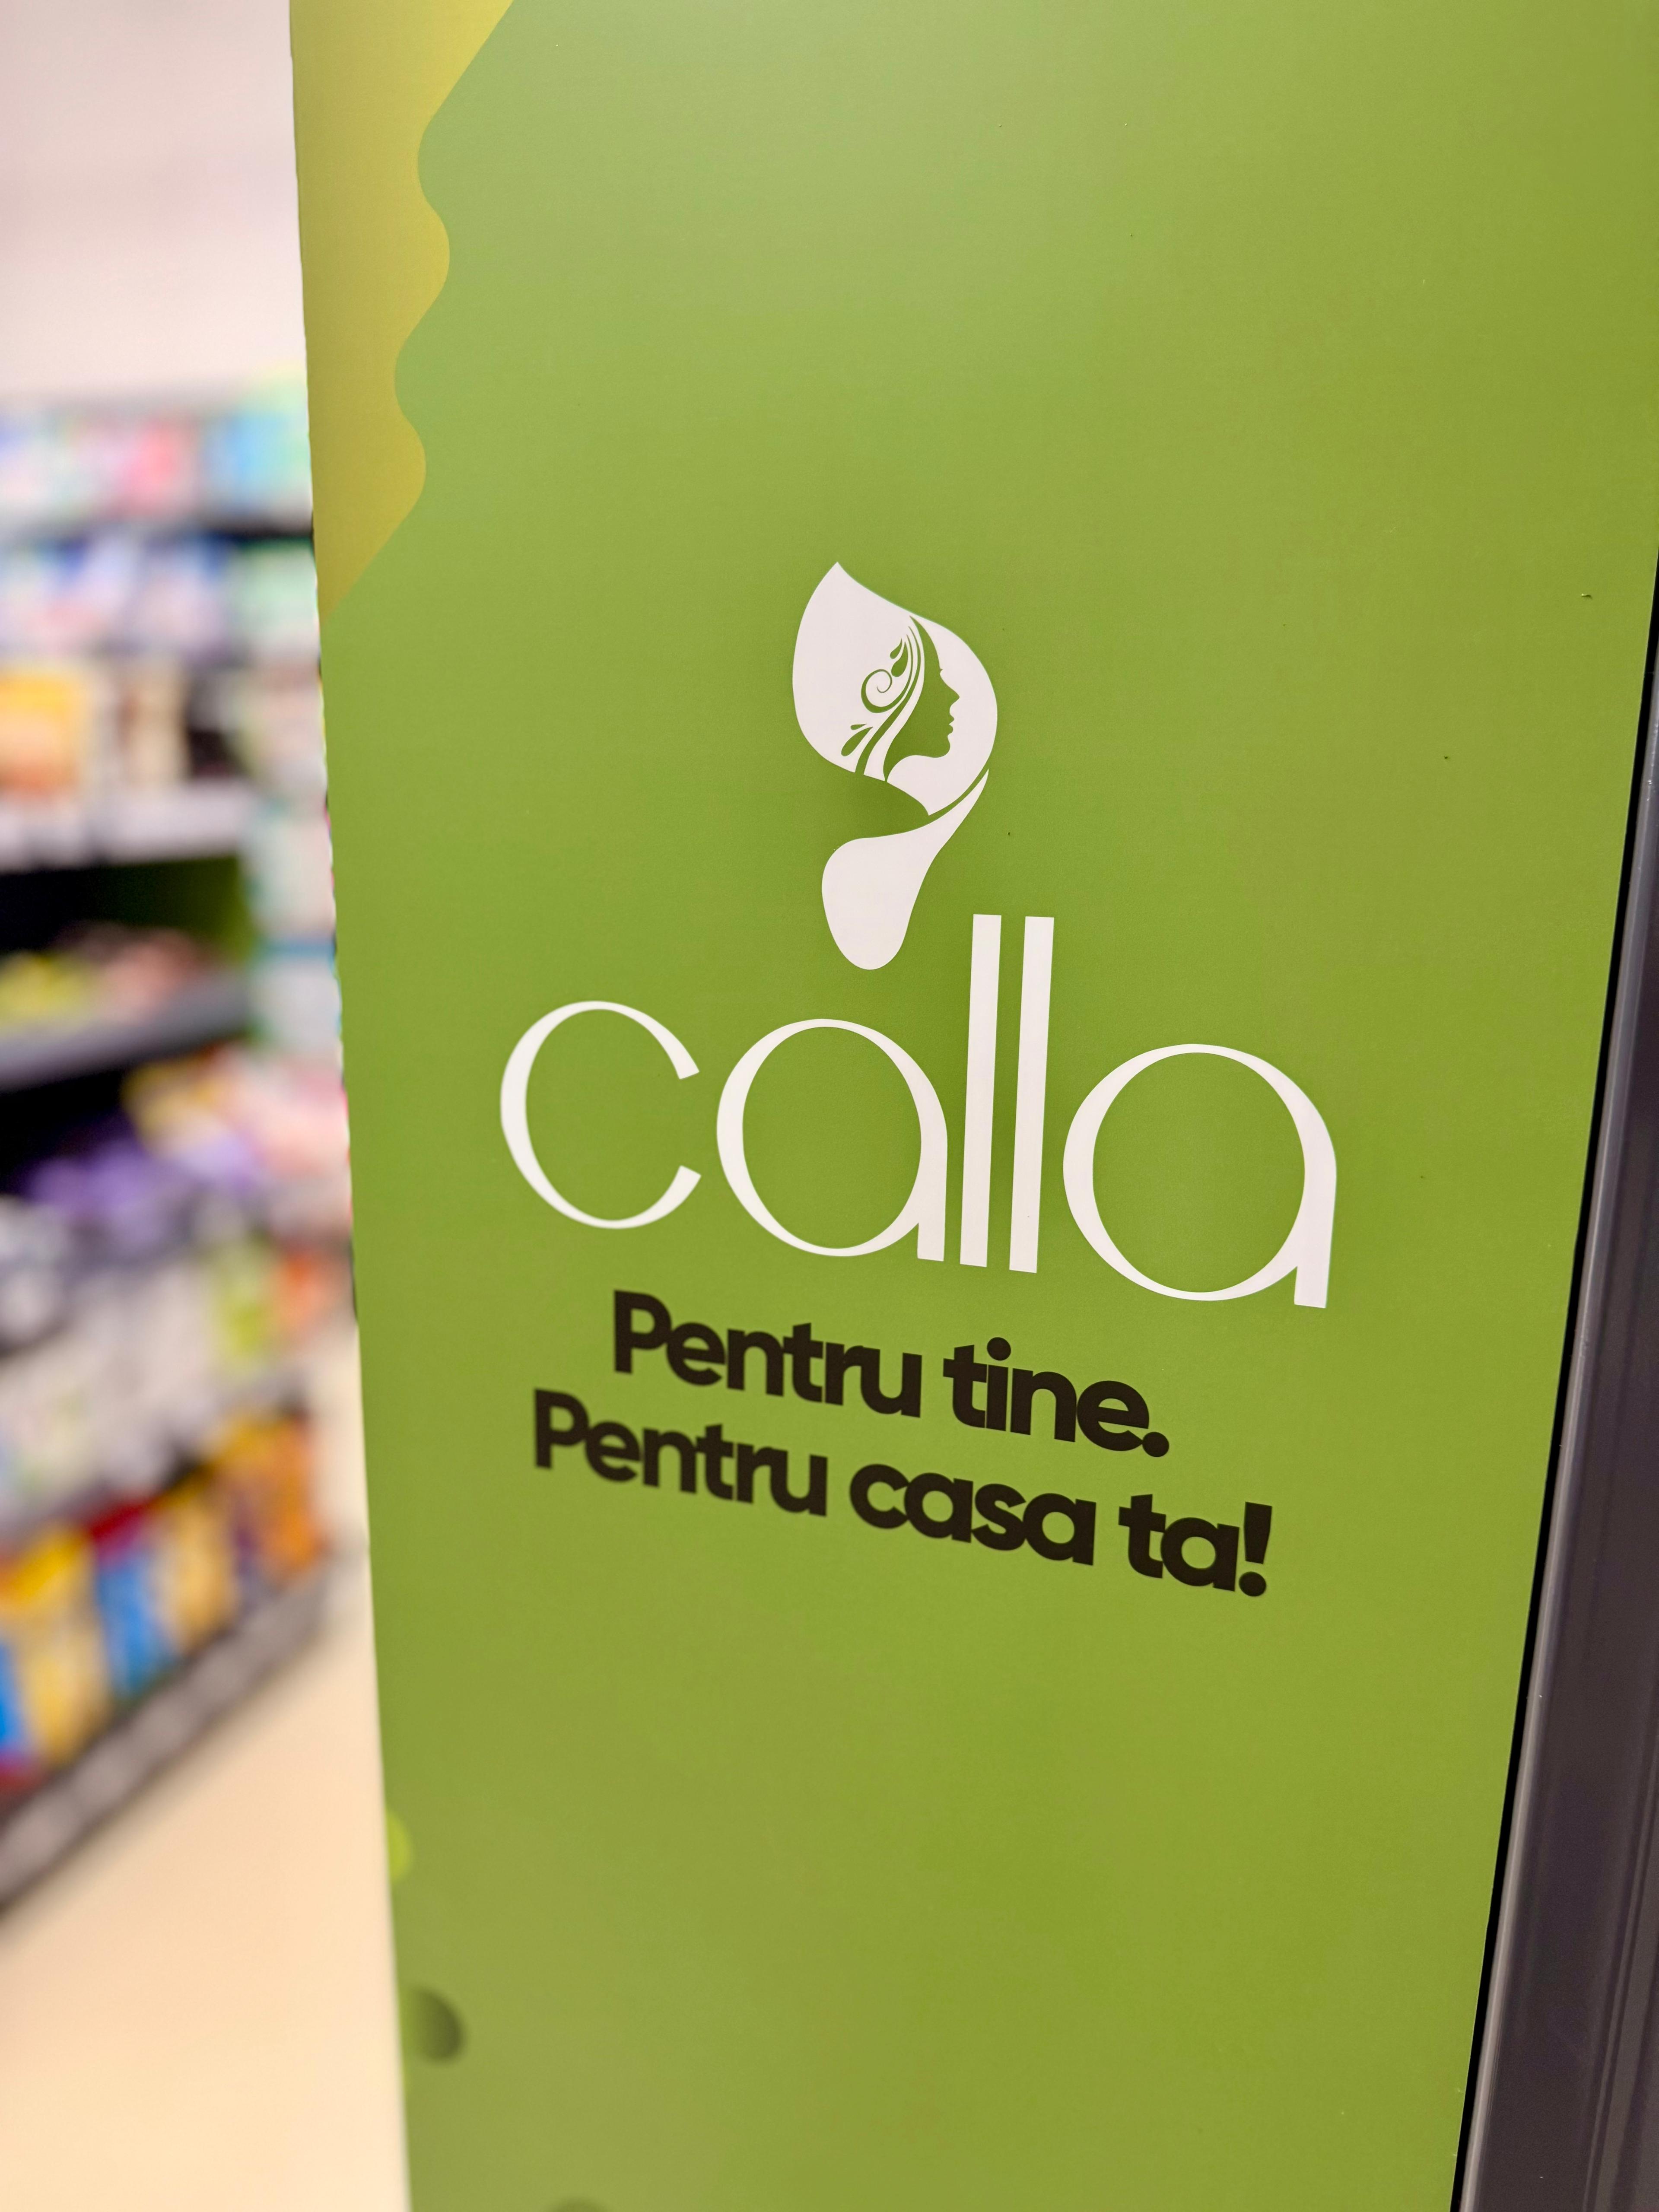 calla
Pentru tine.
Pentru casa ta!